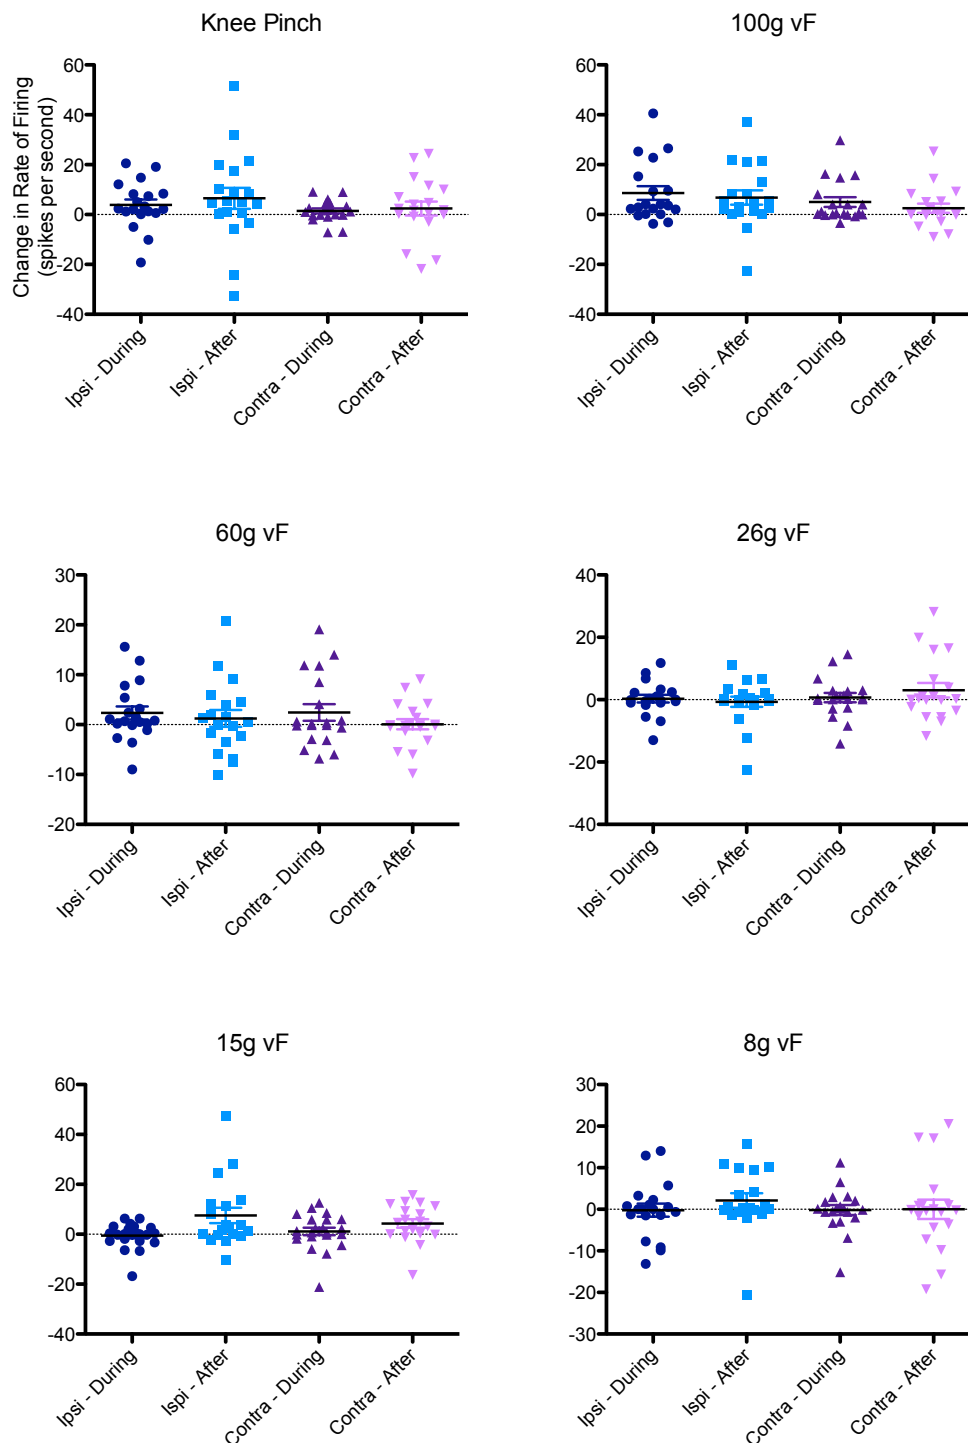 Knee Pinch
100g vF
Change in Rate of Firing
(spikes per second)
60
40
20
0
-20
-40
Ipsi - During
Ispi - After
Contra - During
Contra - After
60
40
20
0
-20
-40
Ipsi - During
Ispi - After
Contra - During
Contra - After
60g vF
26g vF
30
20
10
0
-10
-20
Ipsi - During
Ispi - After
Contra - During
Contra - After
40
20
0
-20
-40
Ipsi - During
Ispi - After
Contra - During
Contra - After
15g vF
8g vF
60
40
20
0
-20
-40
Ipsi - During
Ispi - After
Contra - During
Contra - After
30
20
10
0
-10
-20
-30
Ipsi - During
Ispi - After
Contra - During
Contra - After